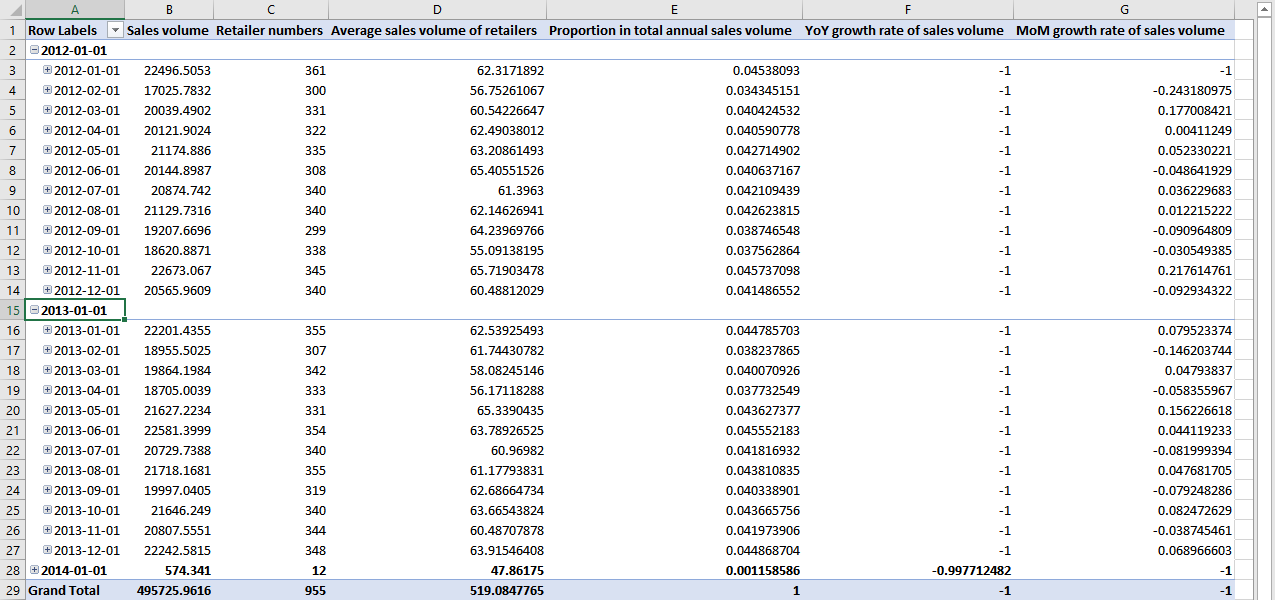 A B C D E F G
1 Row Labels Sales volume Retailer numbers Average sales volume of retailers Proportion in total annual sales volume YoY growth rate of sales volume MoM growth rate of sales volume
2 2012-01-01
3 2012-01-01 22496.5053 361 62.3171892 0.04538093 -1 -1
4 2012-02-01 17025.7832 300 56.75261067 0.034345151 -1 -0.243180975
5 2012-03-01 20039.4902 331 60.54226647 0.040424532 -1 0.177008421
6 2012-04-01 20121.9024 322 62.49038012 0.040590778 -1 0.00411249
7 2012-05-01 21174.886 335 63.20861493 0.042714902 -1 0.052330221
8 2012-06-01 20144.8987 308 65.40551526 0.040637167 -1 -0.048641929
9 2012-07-01 20874.742 340 61.3963 0.042109439 -1 0.036229683
10 2012-08-01 21129.7316 340 62.14626941 0.042623815 -1 0.012215222
11 2012-09-01 19207.6696 299 64.23969766 0.038746548 -1 -0.090964809
12 2012-10-01 18620.8871 338 55.09138195 0.037562864 -1 -0.030549385
13 2012-11-01 22673.067 345 65.71903478 0.045737098 -1 0.217614761
14 2012-12-01 20565.9609 340 60.48812029 0.041486552 -1 -0.092934322
15 2013-01-01
16 2013-01-01 22201.4355 355 62.53925493 0.044785703 -1 0.079523374
17 2013-02-01 18955.5025 307 61.74430782 0.038237865 -1 -0.146203744
18 2013-03-01 19864.1984 342 58.08245146 0.040070926 -1 0.04793837
19 2013-04-01 18705.0039 333 56.17118288 0.037732549 -1 -0.058355967
20 2013-05-01 21627.2234 331 65.3390435 0.043627377 -1 0.156226618
21 2013-06-01 22581.3999 354 63.78926525 0.045552183 -1 0.044119233
22 2013-07-01 20729.7388 340 60.96982 0.041816932 -1 -0.081999394
23 2013-08-01 21718.1681 355 61.17793831 0.043810835 -1 0.047681705
24 2013-09-01 19997.0405 319 62.68664734 0.040338901 -1 -0.079248286
25 2013-10-01 21646.249 340 63.66543824 0.043665756 -1 0.082472629
26 2013-11-01 20807.5551 344 60.48707878 0.041973906 -1 -0.038745461
27 2013-12-01 22242.5815 348 63.91546408 0.044868704 -1 0.068966603
28 2014-01-01 574.341 12 47.86175 0.001158586 -0.997712482 -1
29 Grand Total 495725.9616 955 519.0847765 1 -1 -1